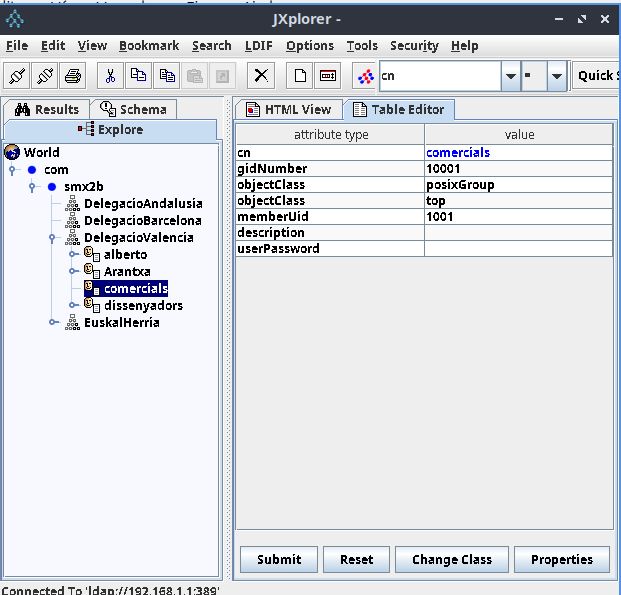 JXplorer -
File Edit View Bookmark Search LDIF Options Tools Security Help
cn = Quick S
Results Schema
Explore
HTML View Table Editor
World
com
smx2b
DelegacioAndalusia
DelegacioBarcelona
DelegacioValencia
alberto
Arantxa
comercials
dissenyadors
EuskalHerria
attribute type value
cn comercials
gidNumber 10001
objectClass posixGroup
objectClass top
memberUid 1001
description
userPassword
Submit Reset Change Class Properties
Connected To 'ldap://192.168.1.1:389'